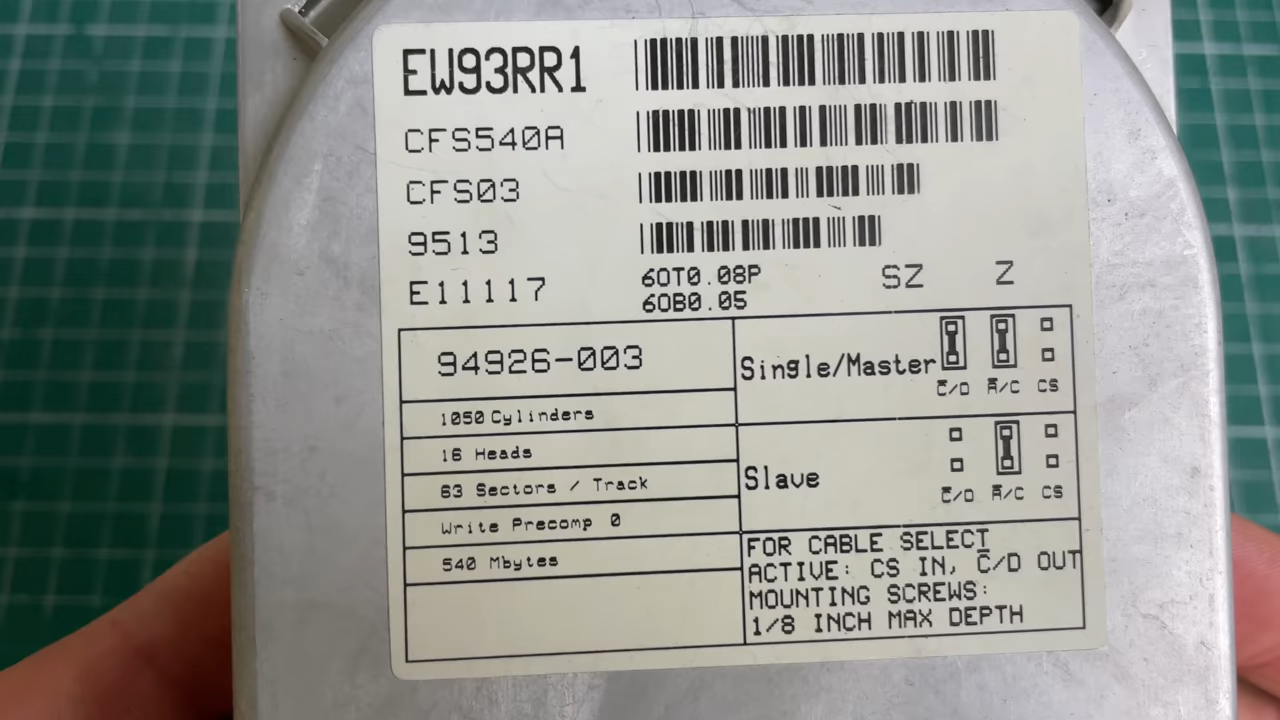 EW93RR1
CFS540A
CFS03
9513
E11117
60T0.08P
60B0.05
SZ Z
94926-003
1050 Cylinders
16 Heads
63 Sectors / Track
Write Precomp 0
540 Mbytes
Single/Master
C̅/D A̅/C CS
Slave
C̅/D A̅/C CS
FOR CABLE SELECT
ACTIVE: CS IN, C̅/D OUT
MOUNTING SCREWS:
1/8 INCH MAX DEPTH